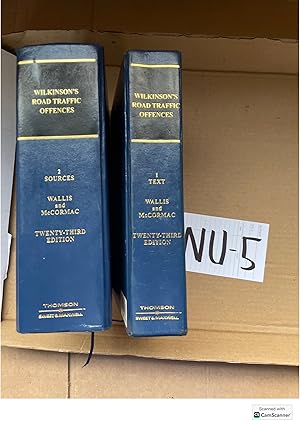 WILKINSON'S
ROAD TRAFFIC
OFFENCES
2
SOURCES
WALLIS
and
McCORMAC
TWENTY-THIRD
EDITION
THOMSON
SWEET & MAXWELL
WILKINSON'S
ROAD TRAFFIC
OFFENCES
1
TEXT
WALLIS
and
McCORMAC
TWENTY-THIRD
EDITION
THOMSON
SWEET & MAXWELL
NU-5
Scanned with
CamScanner